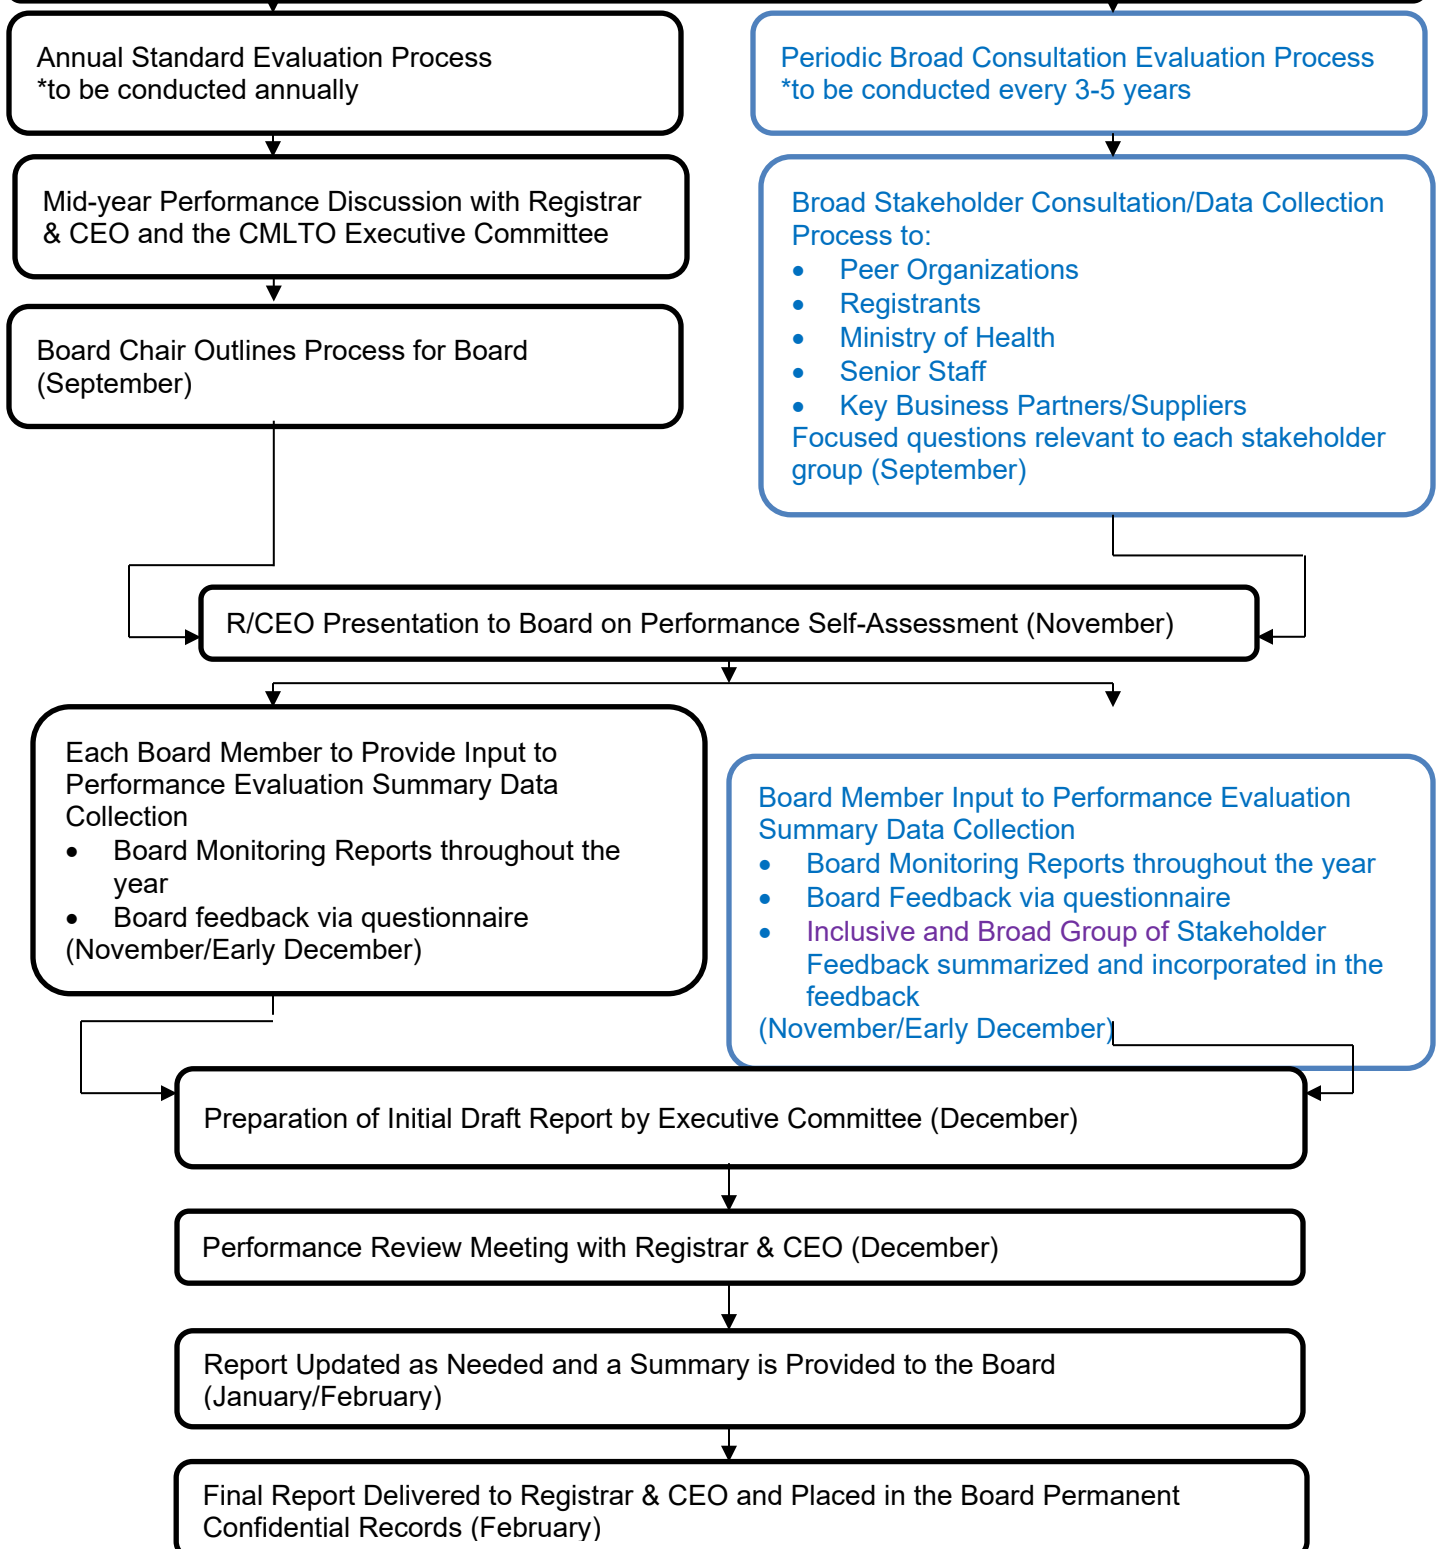 Annual Standard Evaluation Process
*to be conducted annually
Periodic Broad Consultation Evaluation Process
*to be conducted every 3-5 years
Mid-year Performance Discussion with Registrar
& CEO and the CMLTO Executive Committee
Broad Stakeholder Consultation/Data Collection
Process to:
• Peer Organizations
• Registrants
• Ministry of Health
• Senior Staff
• Key Business Partners/Suppliers
Focused questions relevant to each stakeholder
group (September)
Board Chair Outlines Process for Board
(September)
R/CEO Presentation to Board on Performance Self-Assessment (November)
Each Board Member to Provide Input to
Performance Evaluation Summary Data
Collection
• Board Monitoring Reports throughout the
year
• Board feedback via questionnaire
(November/Early December)
Board Member Input to Performance Evaluation
Summary Data Collection
• Board Monitoring Reports throughout the year
• Board Feedback via questionnaire
• Inclusive and Broad Group of Stakeholder
Feedback summarized and incorporated in the
feedback
(November/Early December)
Preparation of Initial Draft Report by Executive Committee (December)
Performance Review Meeting with Registrar & CEO (December)
Report Updated as Needed and a Summary is Provided to the Board
(January/February)
Final Report Delivered to Registrar & CEO and Placed in the Board Permanent
Confidential Records (February)